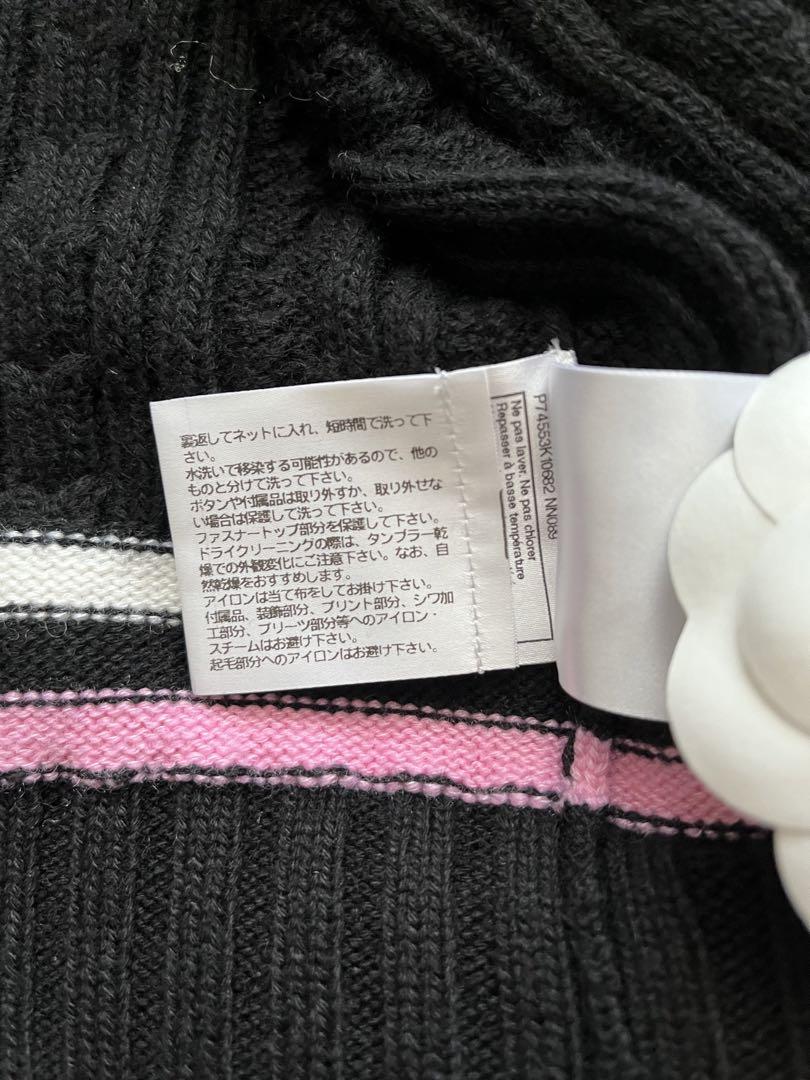 裏返してネットに入れ、短時間で洗って下
さい。
水洗いで移染する可能性があるので、他の
ものと分けて洗って下さい。
ボタンや付属品は取り外すか、取り外せな
い場合は保護して洗って下さい。
ファスナートップ部分を保護して下さい。
ドライクリーニングの際は、タンブラー乾
燥での外観変化にご注意下さい。なお、自
然乾燥をおすすめします。
アイロンは当て布をしてお掛け下さい。
付属品、装飾部分、プリント部分、シワ加
工部分、プリーツ部分等へのアイロン・
スチームはお避け下さい。
起毛部分へのアイロンはお避け下さい。
P74553K10682 NN089
Ne pas laver. Ne pas chlorer
Repasser à basse température